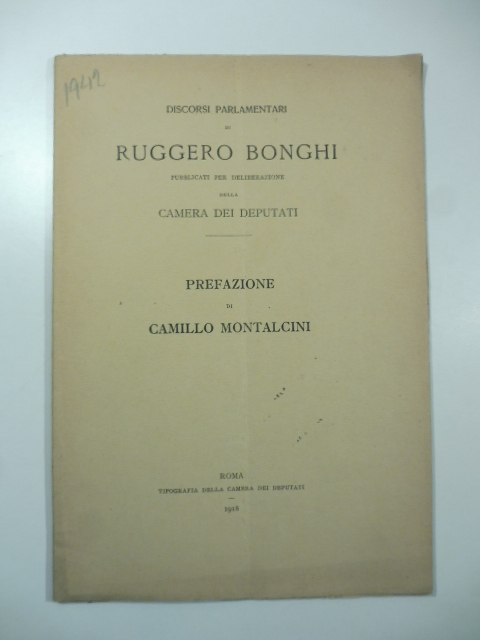 1942
DISCORSI PARLAMENTARI
DI
RUGGERO BONGHI
PUBBLICATI PER DELIBERAZIONE
DELLA
CAMERA DEI DEPUTATI
PREFAZIONE
DI
CAMILLO MONTALCINI
ROMA
TIPOGRAFIA DELLA CAMERA DEI DEPUTATI
1918